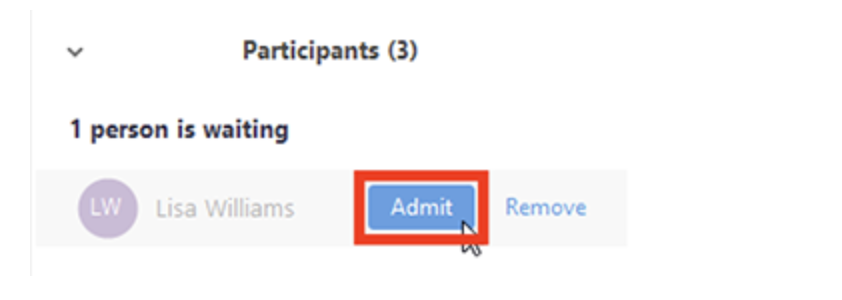 Participants (3)
1 person is waiting
LW Lisa Williams Admit Remove